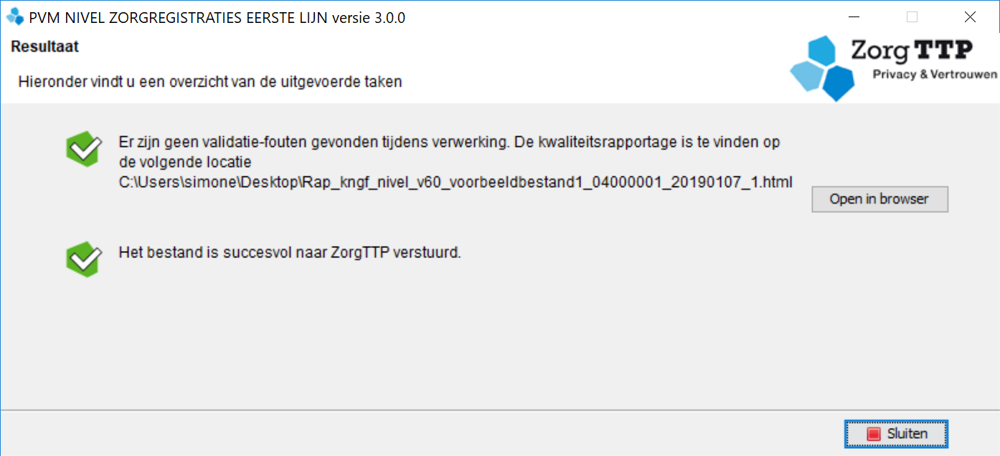 PVM NIVEL ZORGREGISTRATIES EERSTE LIJN versie 3.0.0
Resultaat
Hieronder vindt u een overzicht van de uitgevoerde taken
Zorg TTP
Privacy & Vertrouwen
Er zijn geen validatie-fouten gevonden tijdens verwerking. De kwaliteitsrapportage is te vinden op
de volgende locatie
C:\Users\simone\Desktop\Rap_kngf_nivel_v60_voorbeeldbestand1_04000001_20190107_1.html
Open in browser
Het bestand is succesvol naar ZorgTTP verstuurd.
Sluiten